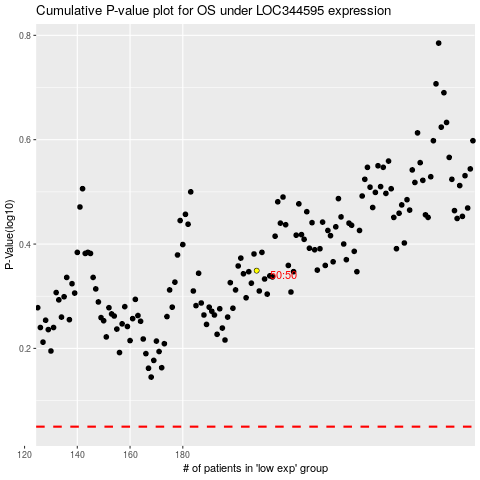 Cumulative P-value plot for OS under LOC344595 expression
P-Value(log10)
0.8
0.6
0.4
0.2
50:50
120 140 160 180
# of patients in 'low exp' group